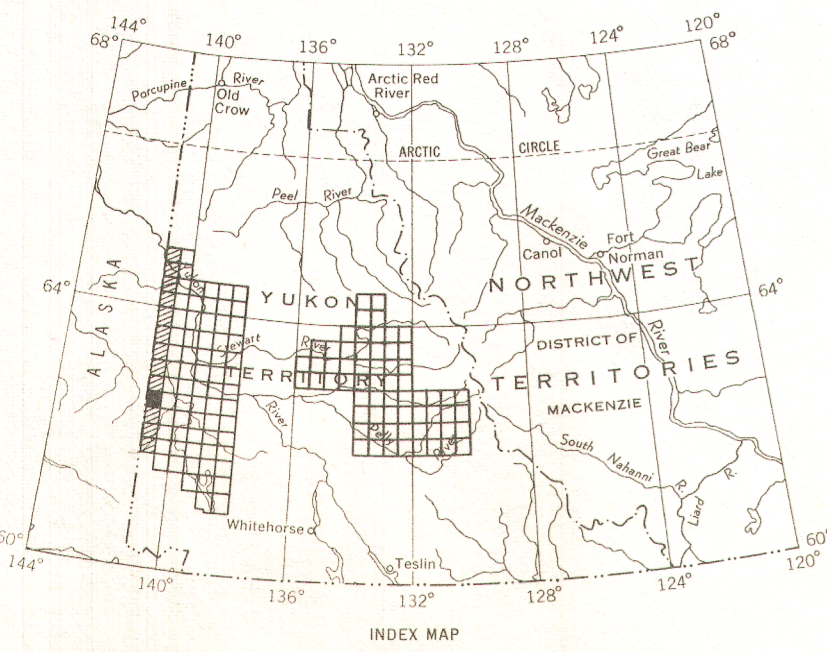 144°
140°
136°
132°
128°
124°
120°
68°
68°
Porcupine River
Old
Crow
Arctic Red
River
ARCTIC CIRCLE
Great Bear
Lake
Peel River
Mackenzie
Canol
Fort
Norman
Yukon
64°
64°
ALASKA
YUKON
NORTHWEST
Stewart River
DISTRICT OF
River
TERRITORY
TERRITORIES
MACKENZIE
River
Pelly
River
South Nahanni R.
Liard R.
Whitehorse
Teslin
60°
60°
144°
140°
136°
132°
128°
124°
120°
INDEX MAP